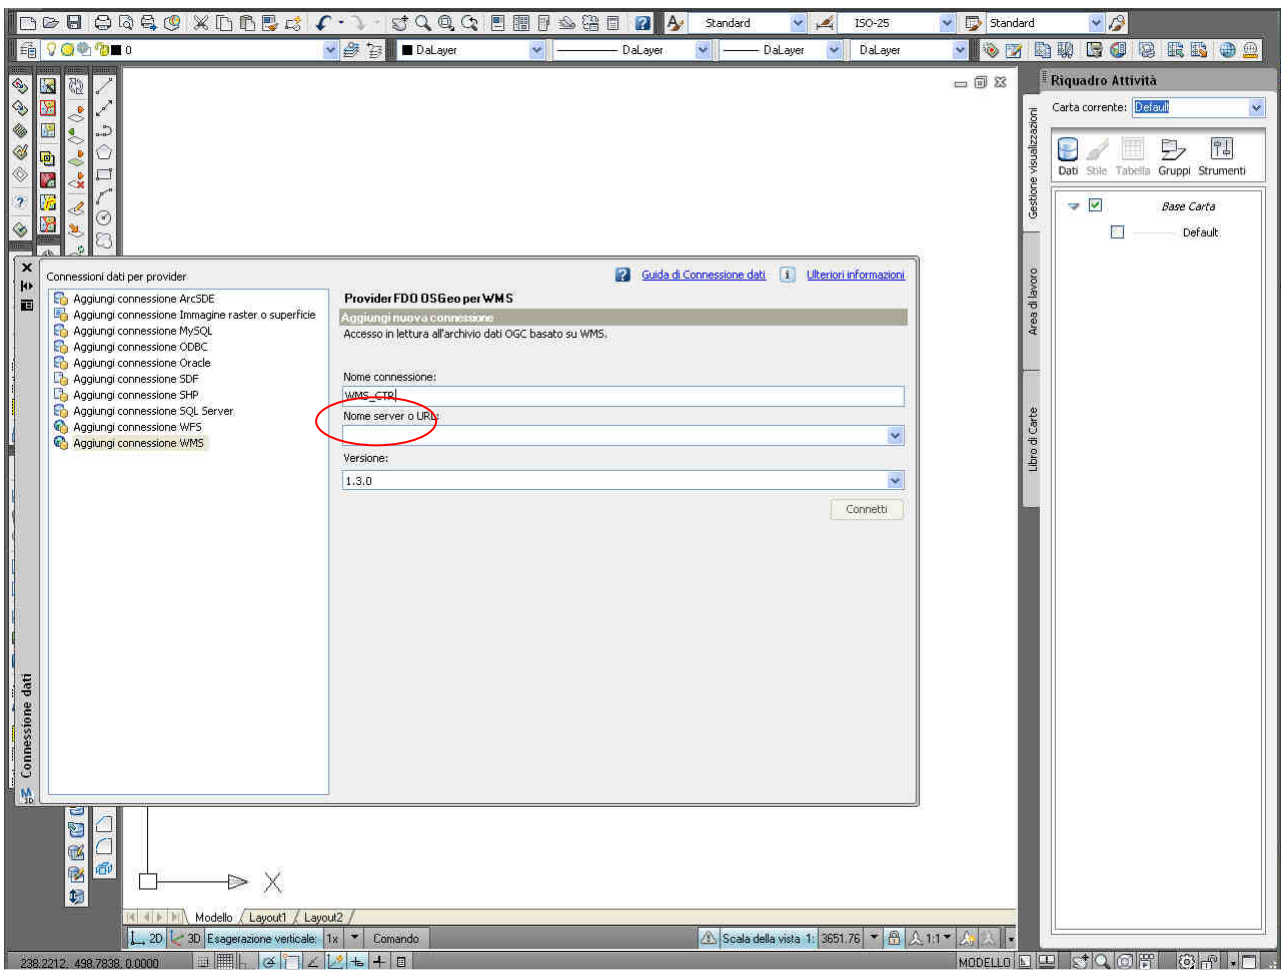 Standard
ISO-25
Standard
0
DaLayer
DaLayer
DaLayer
DaLayer
Riquadro Attività
Carta corrente: Default
Dati Stile Tabella Gruppi Strumenti
Base Carta
Default
Gestione visualizzazioni
Area di lavoro
Libro di Carte
Connessioni dati per provider
Guida di Connessione dati
Ulteriori informazioni
Aggiungi connessione ArcSDE
Aggiungi connessione Immagine raster o superficie
Aggiungi connessione MySQL
Aggiungi connessione ODBC
Aggiungi connessione Oracle
Aggiungi connessione SDF
Aggiungi connessione SHP
Aggiungi connessione SQL Server
Aggiungi connessione WFS
Aggiungi connessione WMS
Provider FDO OSGeo per WMS
Aggiungi nuova connessione
Accesso in lettura all'archivio dati OGC basato su WMS.
Nome connessione:
WMS_CTR
Nome server o URL:
Versione:
1.3.0
Connetti
Connessione dati
X
Modello Layout1 Layout2
2D 3D Esagerazione verticale: 1x Comando
Scala della vista 1: 3651.76 1:1
238.2212, 498.7838, 0.0000
MODELLO